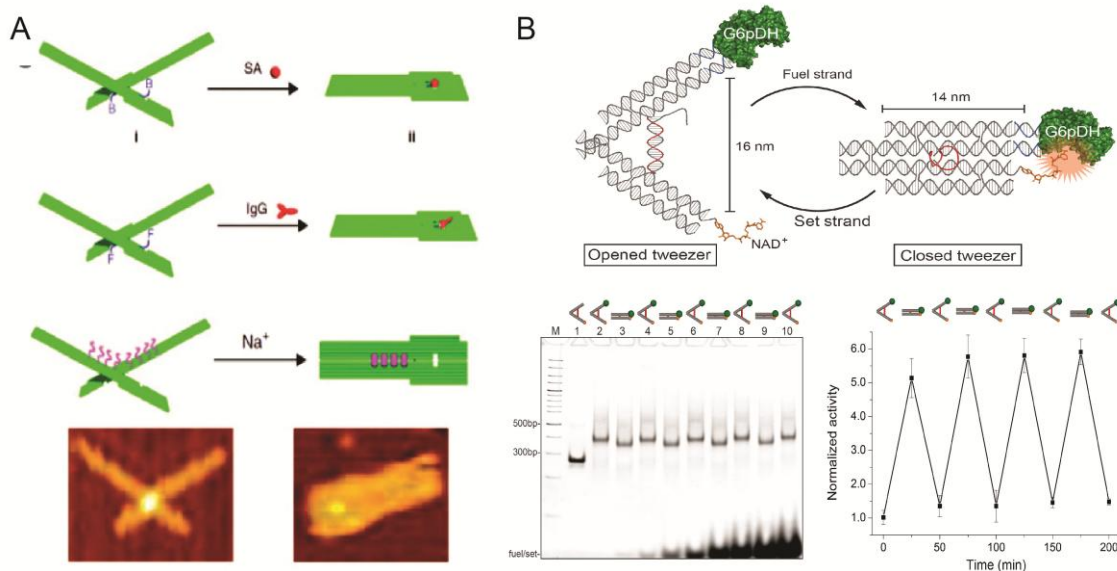 A
SA
B
B
i
ii
IgG
F
F
Na⁺
B
G6pDH
Fuel strand
14 nm
G6pDH
16 nm
Set strand
NAD⁺
Opened tweezer
Closed tweezer
M 1 2 3 4 5 6 7 8 9 10
500bp-
300bp-
fuel/set-
Normalized activity
6.0
5.0
4.0
3.0
2.0
1.0
0 50 100 150 200
Time (min)